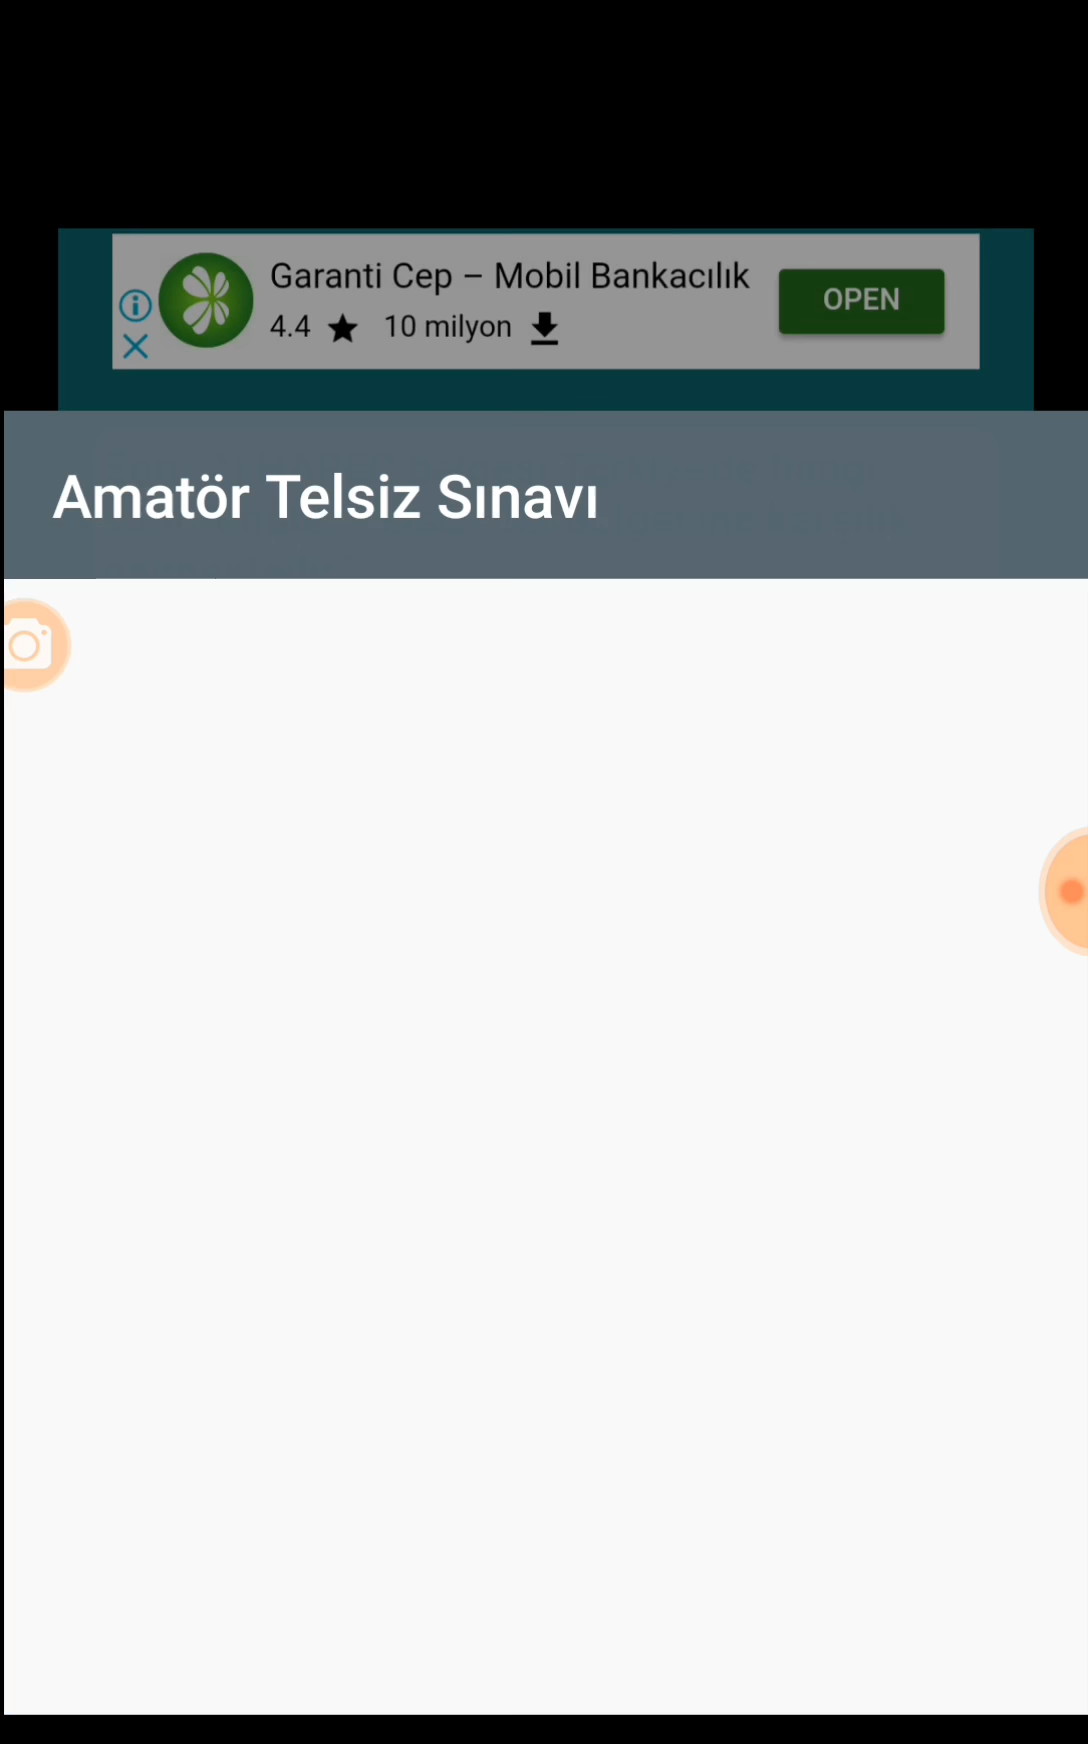 Garanti Cep – Mobil Bankacılık
4.4 10 milyon
OPEN
Amatör Telsiz Sınavı